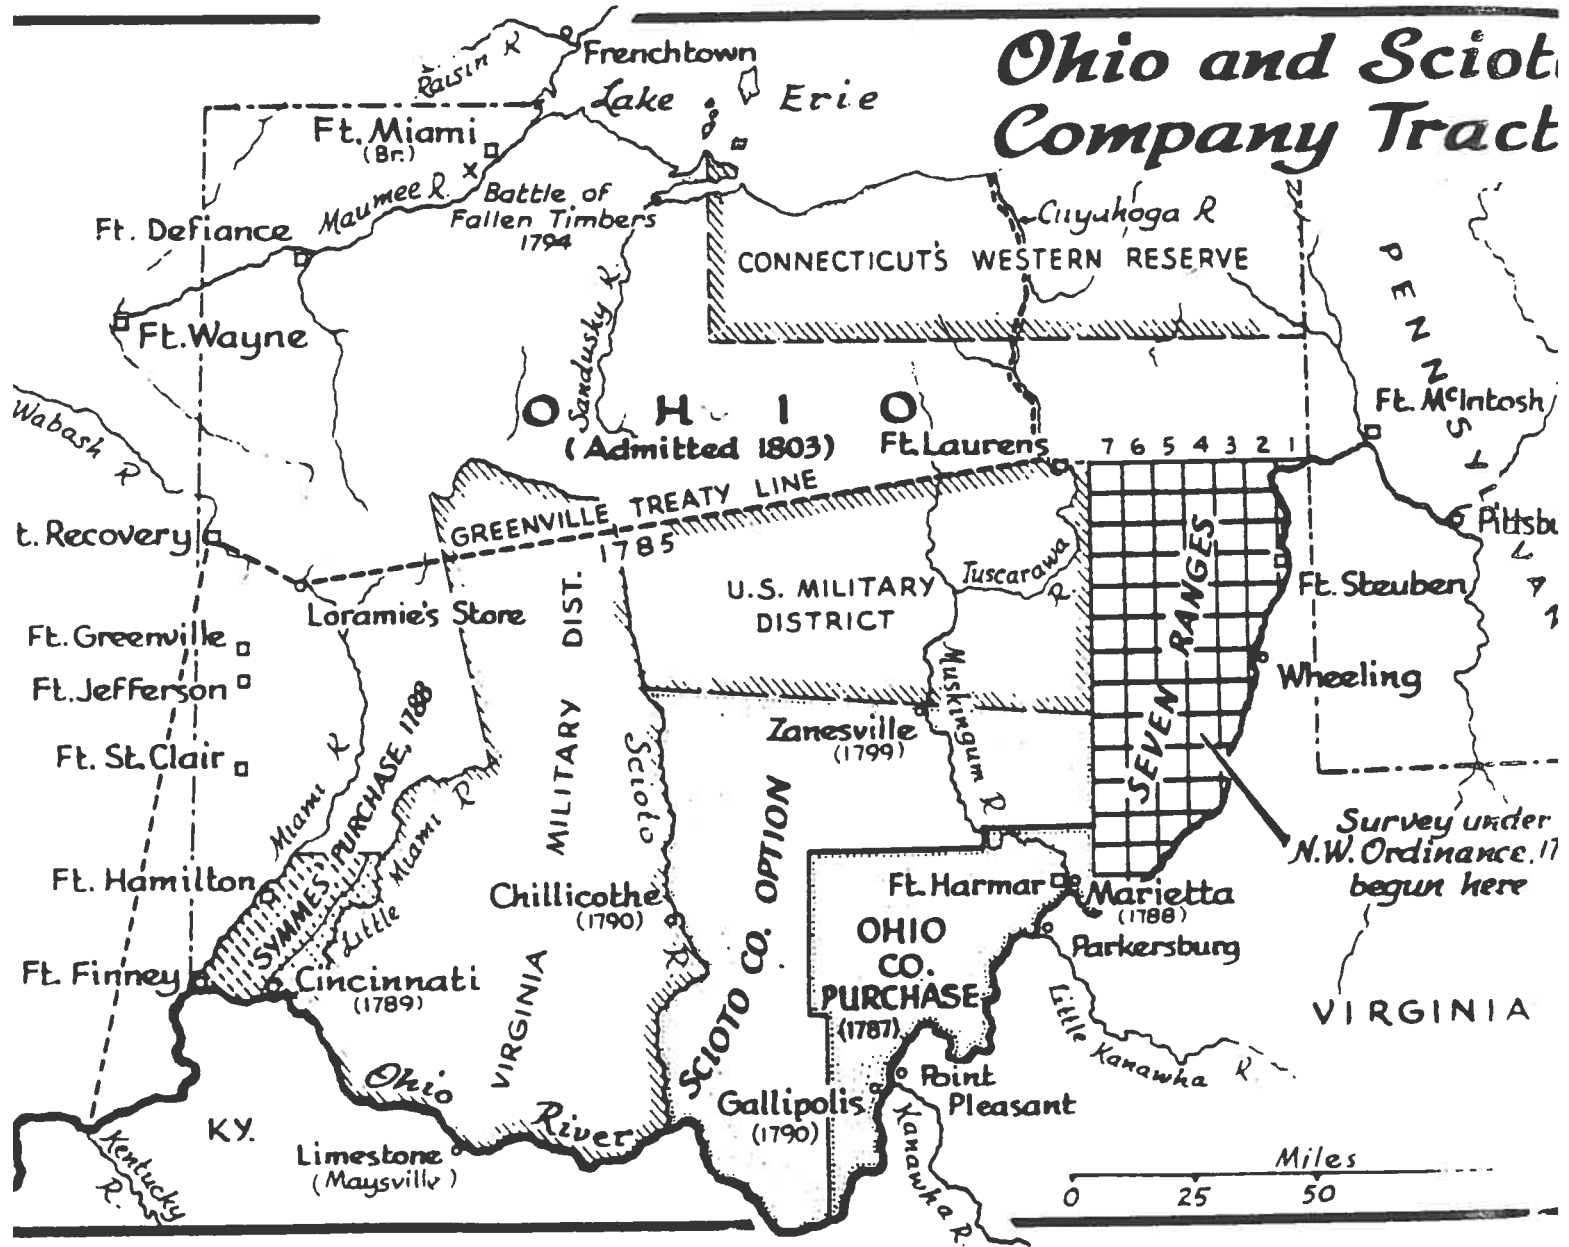 Ohio and Sciot
Company Tract
Raisin R
Frenchtown
Lake Erie
Ft. Miami
(Br.)
Maumee R.
Battle of
Fallen Timbers
1794
Ft. Defiance
Cuyuhoga R
CONNECTICUT'S WESTERN RESERVE
PENNSYLVAN
Ft. Wayne
Sandusky R.
Wabash R
OHIO
(Admitted 1803)
Ft. McIntosh
Ft. Laurens
7 6 5 4 3 2 1
GREENVILLE TREATY LINE
1785
t. Recovery
Pittsbu
Loramie's Store
U.S. MILITARY
DISTRICT
Tuscarawa
R.
Ft. Steuben
Ft. Greenville
Ft. Jefferson
Wheeling
SEVEN RANGES
Muskingum R
Zanesville
(1799)
Ft. St. Clair
Miami R
SYMMES' PURCHASE, 1788
Little Miami R
VIRGINIA MILITARY DIST.
Scioto R.
SCIOTO CO. OPTION
Survey under
N.W. Ordinance, 17
begun here
Ft. Hamilton
Chillicothe
(1790)
Ft. Harmar
Marietta
(1788)
Parkersburg
OHIO
CO.
PURCHASE
(1787)
Ft. Finney
Cincinnati
(1789)
Little Kanawha R
VIRGINIA
Ohio River
Point
Pleasant
Gallipolis
(1790)
KY.
Limestone
(Maysville)
Kentucky
R.
Kanawha R.
Miles
0 25 50